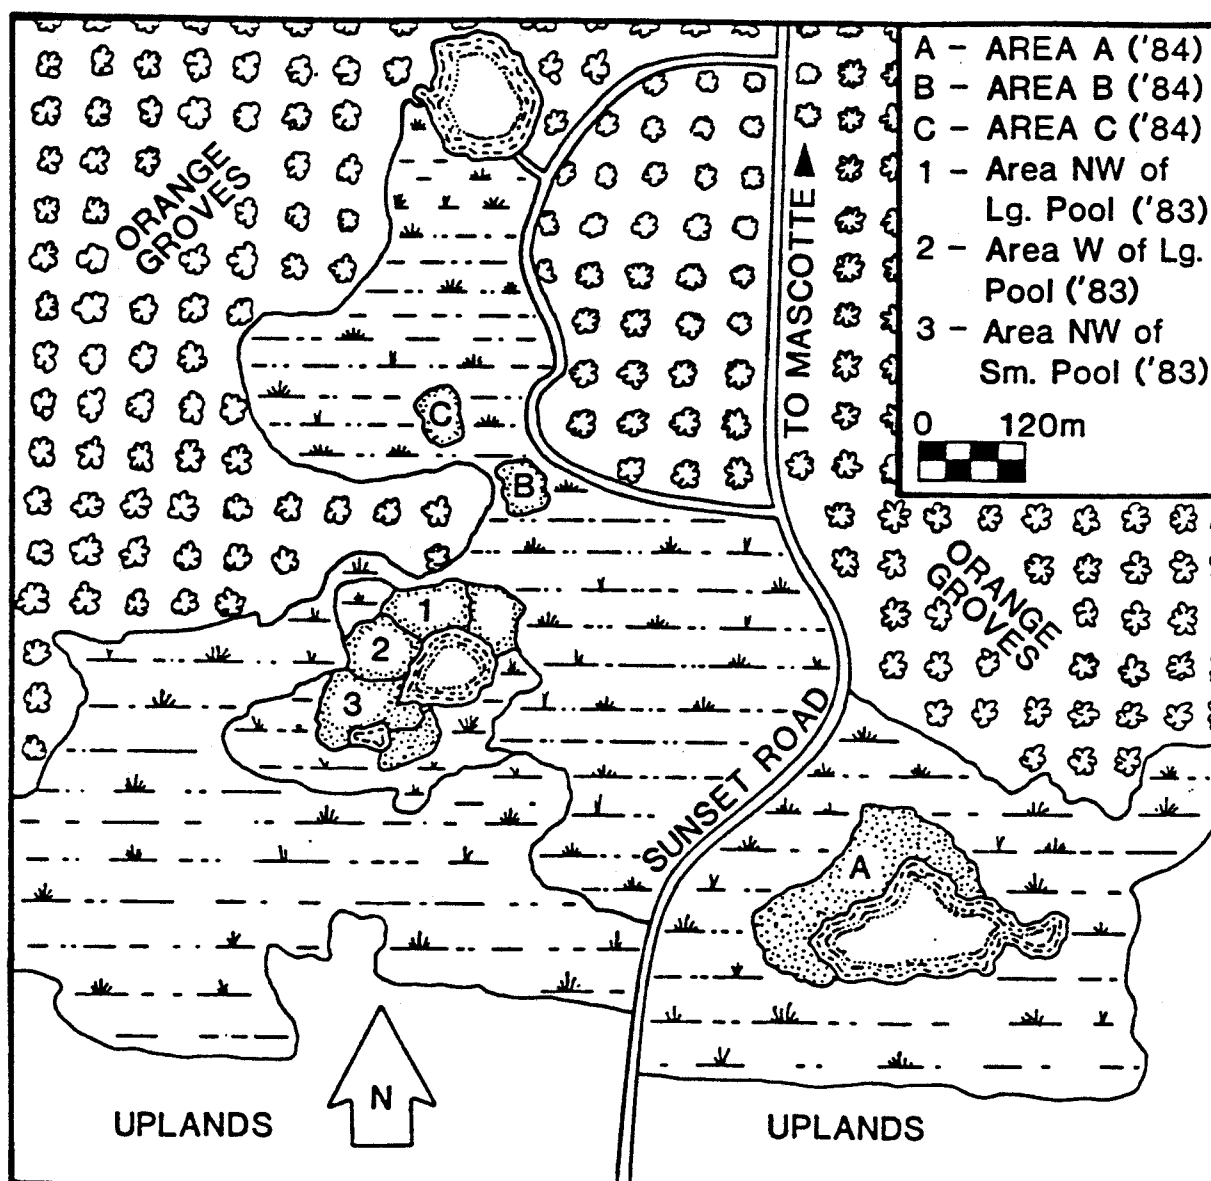 A - AREA A ('84)
B - AREA B ('84)
C - AREA C ('84)
1 - Area NW of
Lg. Pool ('83)
2 - Area W of Lg.
Pool ('83)
3 - Area NW of
Sm. Pool ('83)
0 120m
ORANGE
GROVES
TO MASCOTTE
C
B
ORANGE
GROVES
1
2
3
SUNSET ROAD
A
N
UPLANDS
UPLANDS